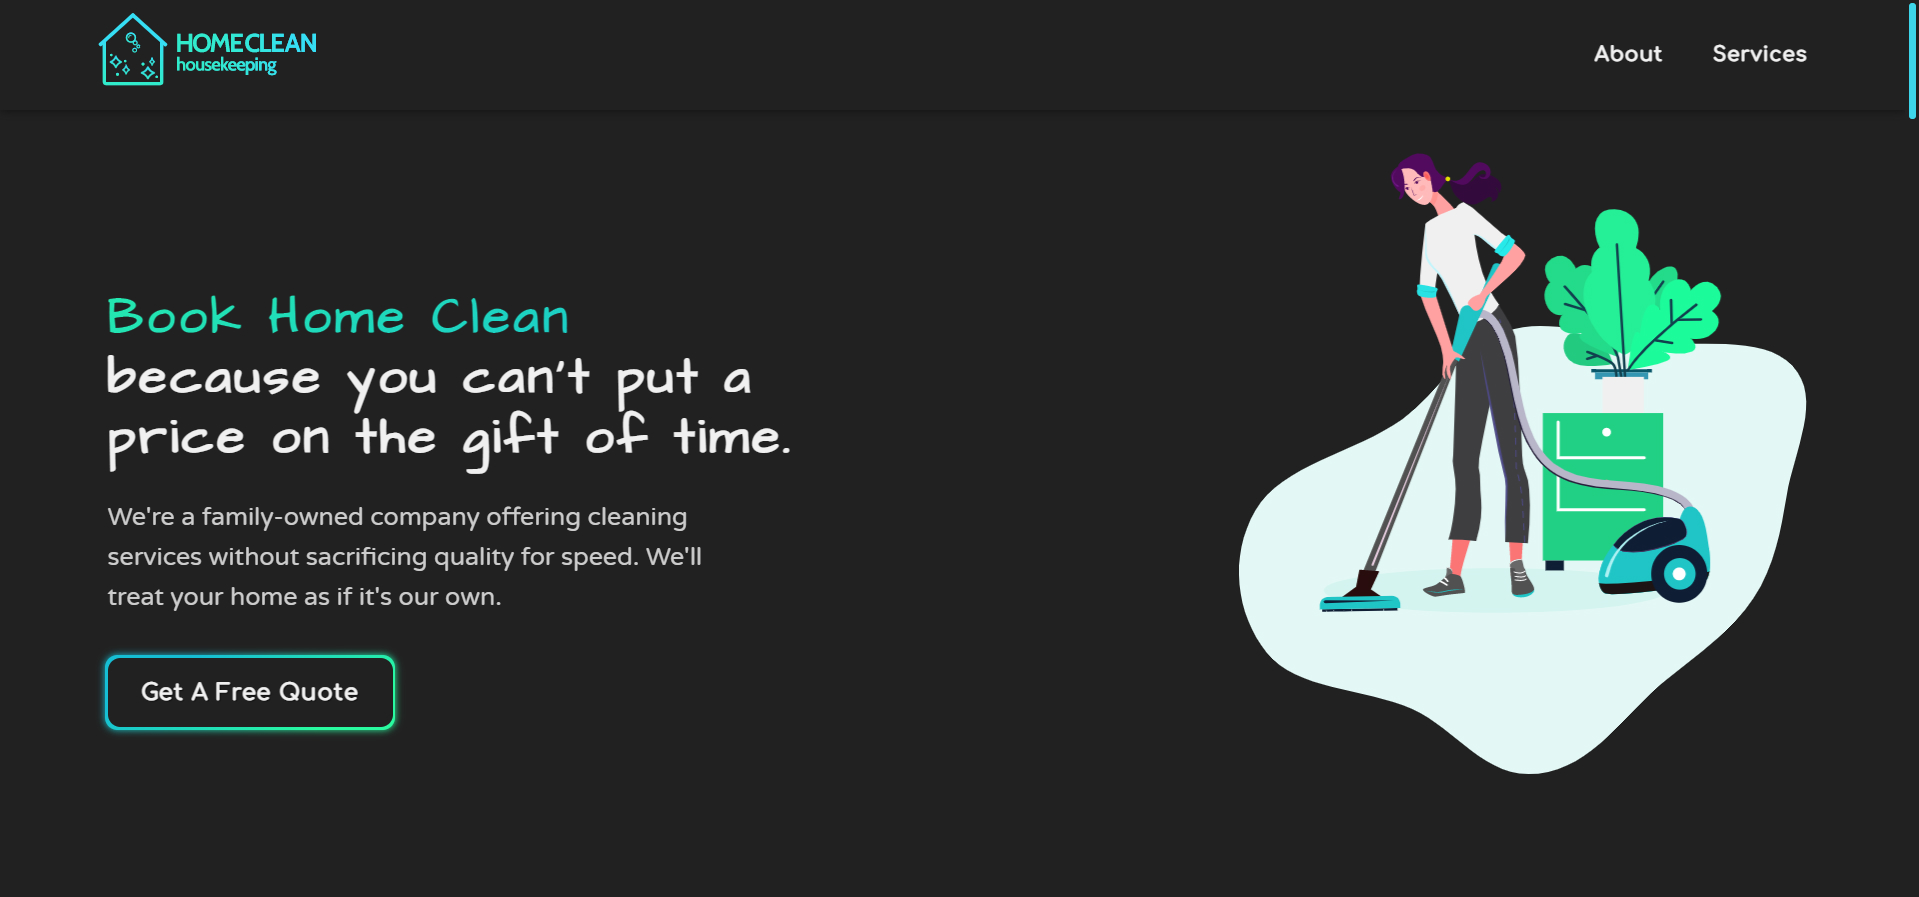 HOMECLEAN
housekeeping
About
Services
Book Home Clean
because you can't put a
price on the gift of time.
We're a family-owned company offering cleaning
services without sacrificing quality for speed. We'll
treat your home as if it's our own.
Get A Free Quote